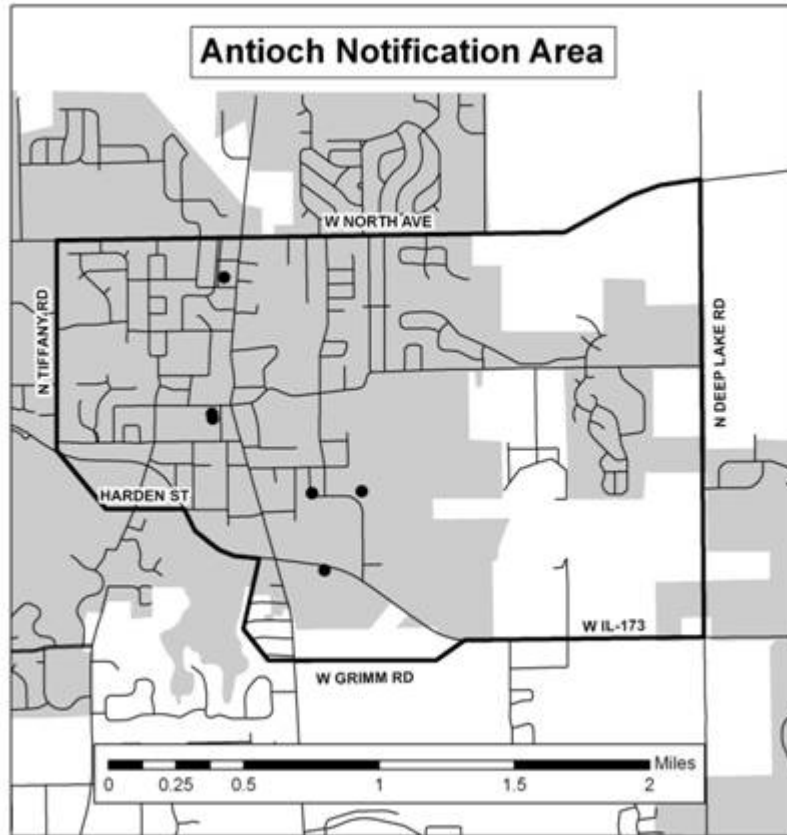 Antioch Notification Area
W NORTH AVE
N TIFFANY RD
N DEEP LAKE RD
HARDEN ST
W IL-173
W GRIMM RD
Miles
0 0.25 0.5 1 1.5 2